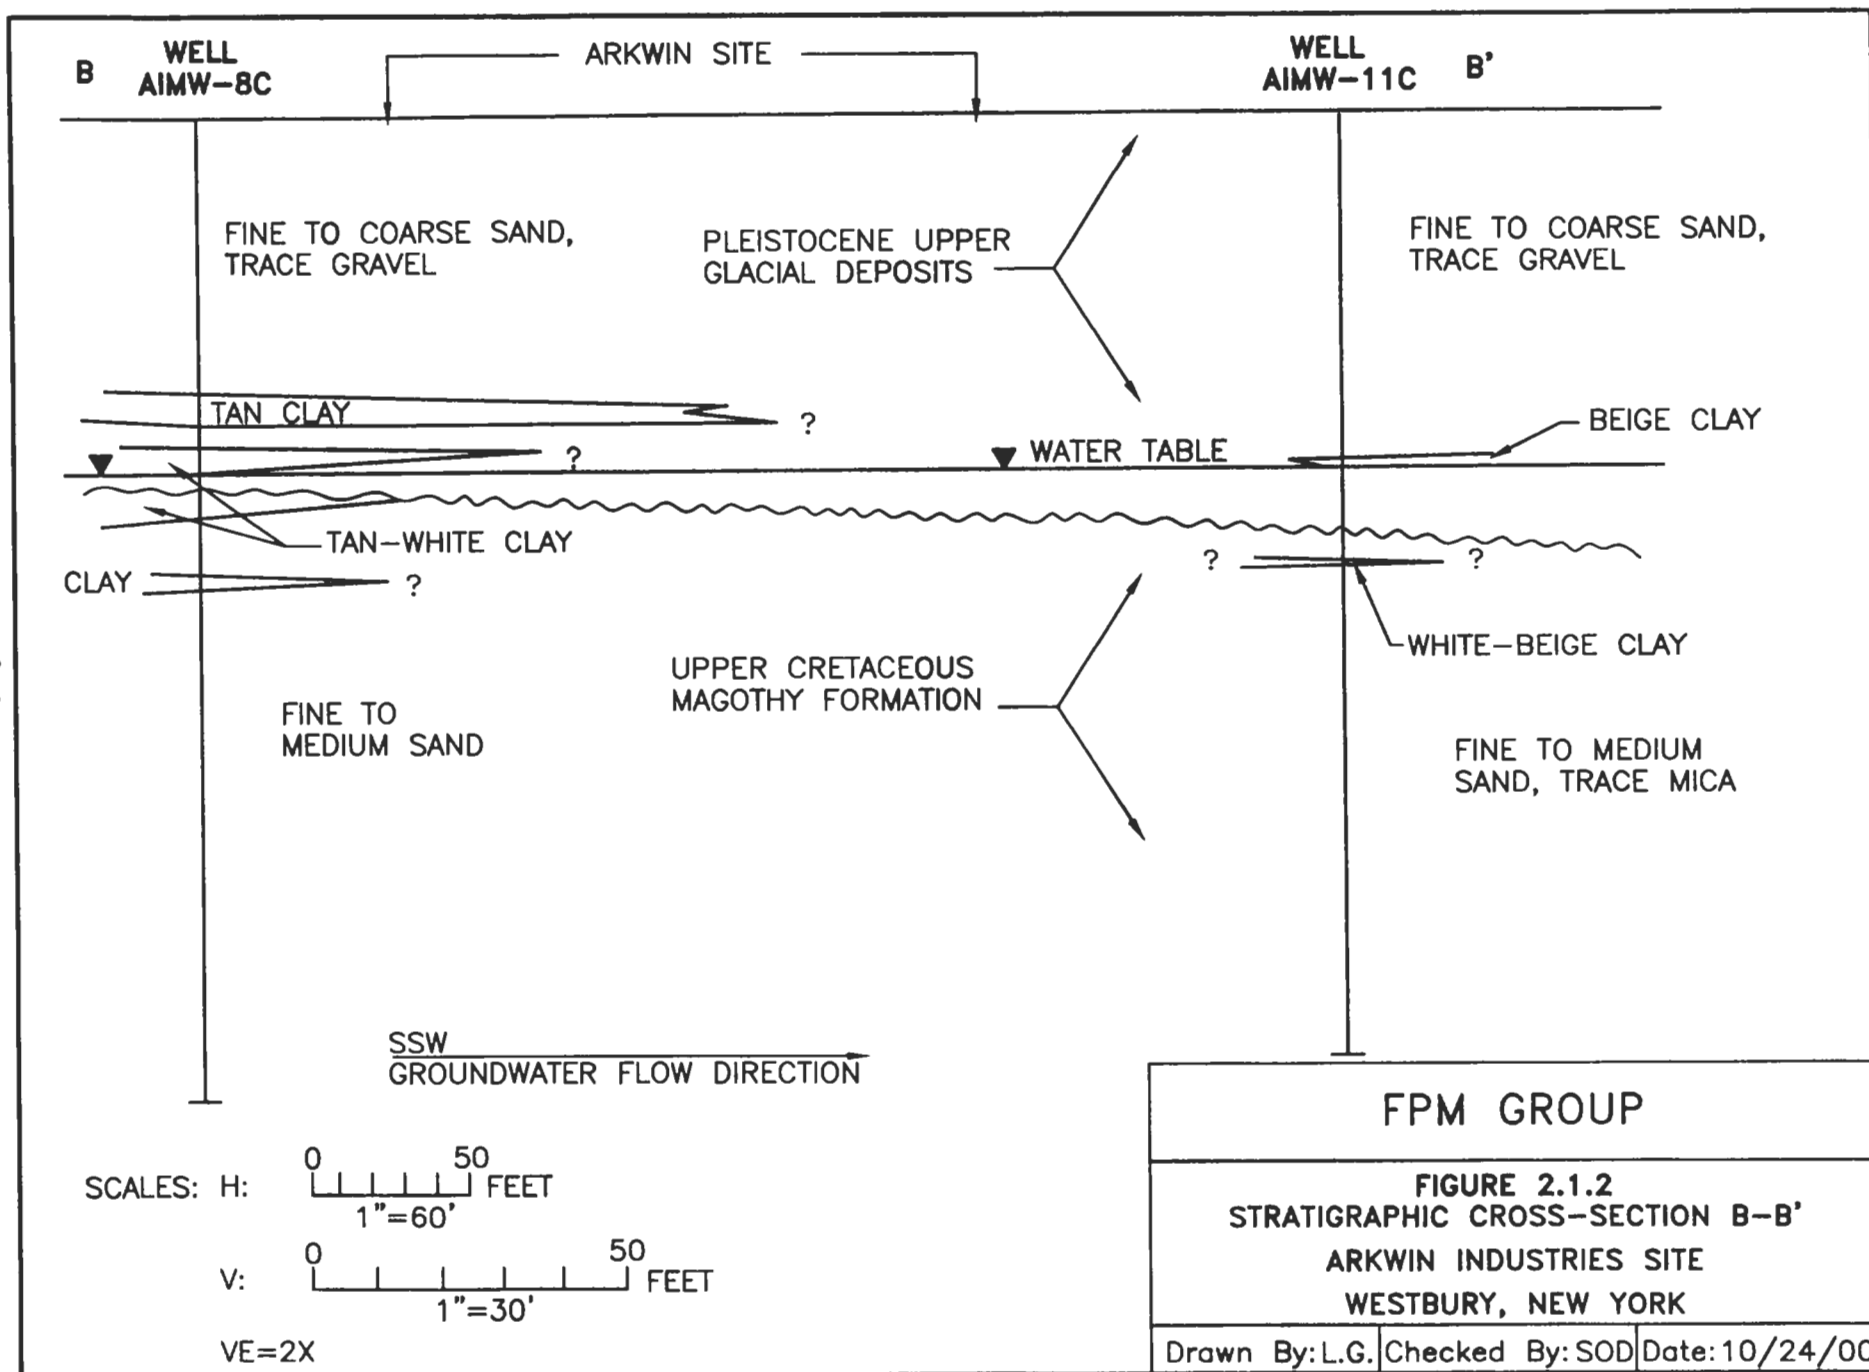 B
WELL
AIMW-8C
ARKWIN SITE
WELL
AIMW-11C
B'
FINE TO COARSE SAND,
TRACE GRAVEL
PLEISTOCENE UPPER
GLACIAL DEPOSITS
FINE TO COARSE SAND,
TRACE GRAVEL
TAN CLAY
?
BEIGE CLAY
?
WATER TABLE
TAN-WHITE CLAY
CLAY
?
?
?
WHITE-BEIGE CLAY
UPPER CRETACEOUS
MAGOTHY FORMATION
FINE TO
MEDIUM SAND
FINE TO MEDIUM
SAND, TRACE MICA
SSW
GROUNDWATER FLOW DIRECTION
SCALES: H:
0 50
FEET
1"=60'
V:
0 50
FEET
1"=30'
VE=2X
FPM GROUP
FIGURE 2.1.2
STRATIGRAPHIC CROSS-SECTION B-B'
ARKWIN INDUSTRIES SITE
WESTBURY, NEW YORK
Drawn By: L.G. Checked By: SOD Date: 10/24/00